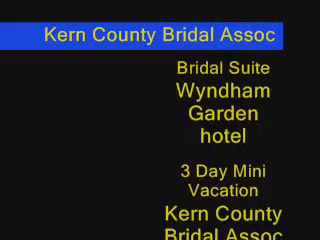 Kern County Bridal Assoc
Bridal Suite
Wyndham
Garden
hotel
3 Day Mini
Vacation
Kern County
Bridal Assoc